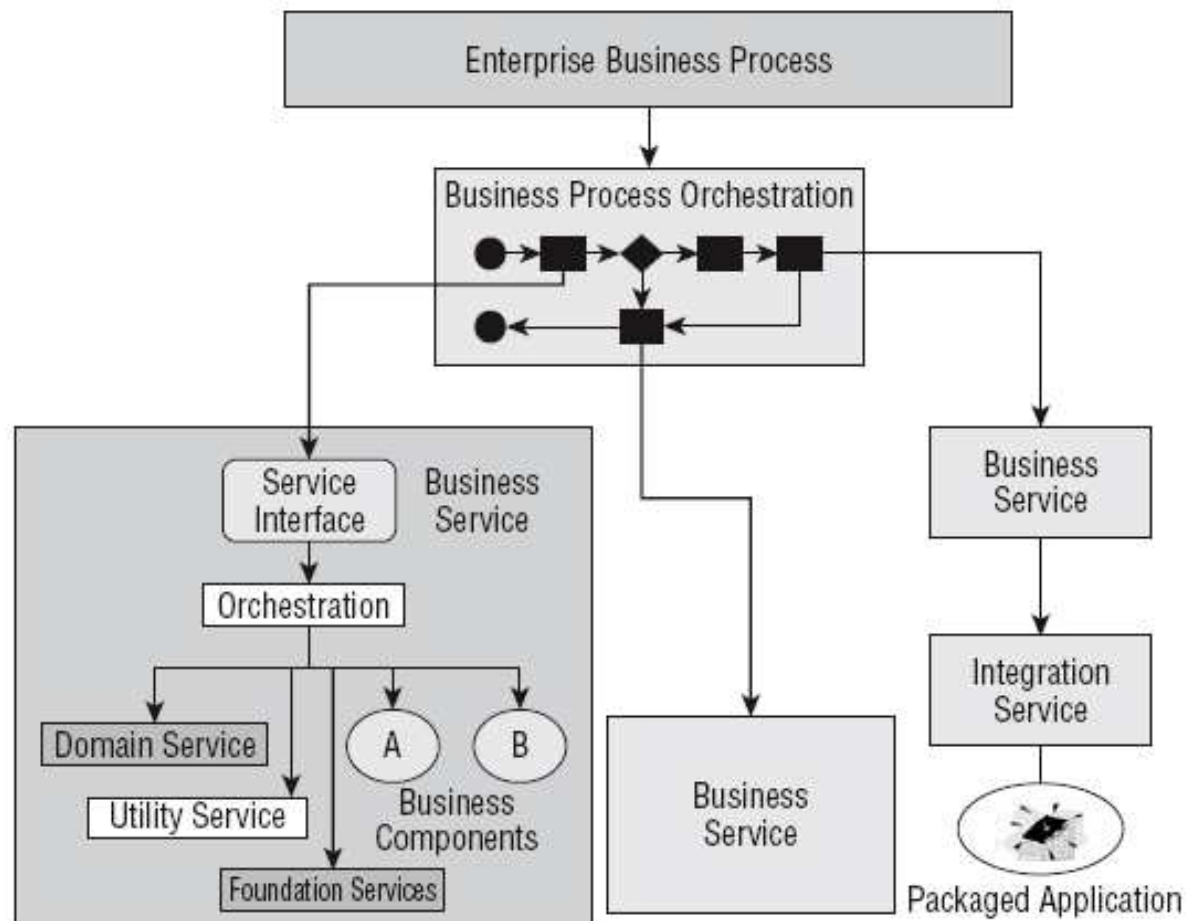 Enterprise Business Process
Business Process Orchestration
Service
Interface
Business
Service
Orchestration
Domain Service
Utility Service
Foundation Services
A
B
Business
Components
Business
Service
Business
Service
Integration
Service
Packaged Application